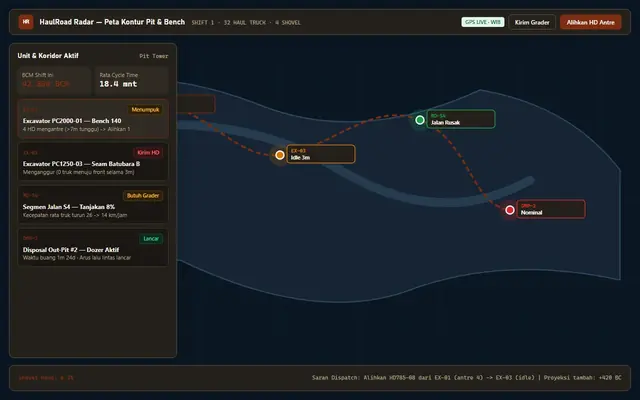 HR
HaulRoad Radar — Peta Kontur Pit & Bench
SHIFT 1 · 32 HAUL TRUCK · 4 SHOVEL
GPS LIVE · WIB
Kirim Grader
Alihkan HD Antre
Unit & Koridor Aktif
Pit Tower
BCM Shift Ini
Rata Cycle Time
18.4 mnt
Menumpuk
Excavator PC2000-01 — Bench 140
4 HD mengantre (>7m tunggu) — Alihkan 1
EX-03
Kirim HD
Excavator PC1250-03 — Seam Batubara B
Menganggur (0 truk menuju front selama 3m)
Butuh Grader
Segmen Jalan S4 — Tanjakan 8%
Kecepatan rata truk turun 26 → 14 km/jam
Lancar
Disposal Out-Pit #2 — Dozer Aktif
Waktu buang 1m 24d · Arus lalu lintas lancar
EX-03
Idle 3m
RD-S4
Jalan Rusak
DMP-2
Nominal
Saran Dispatch: Alihkan HD785-08 dari EX-01 (antre 4) → EX-03 (idle) | Proyeksi tambah: +420 BC